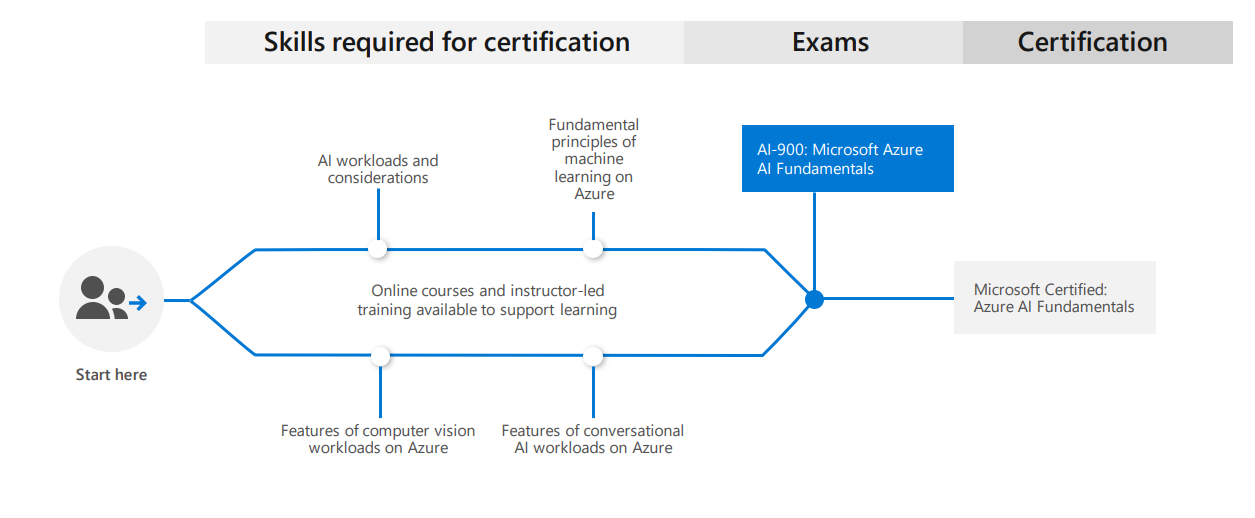 Skills required for certification
Exams
Certification
AI workloads and
considerations
Fundamental
principles of
machine
learning on
Azure
AI-900: Microsoft Azure
AI Fundamentals
Start here
Online courses and instructor-led
training available to support learning
Microsoft Certified:
Azure AI Fundamentals
Features of computer vision
workloads on Azure
Features of conversational
AI workloads on Azure